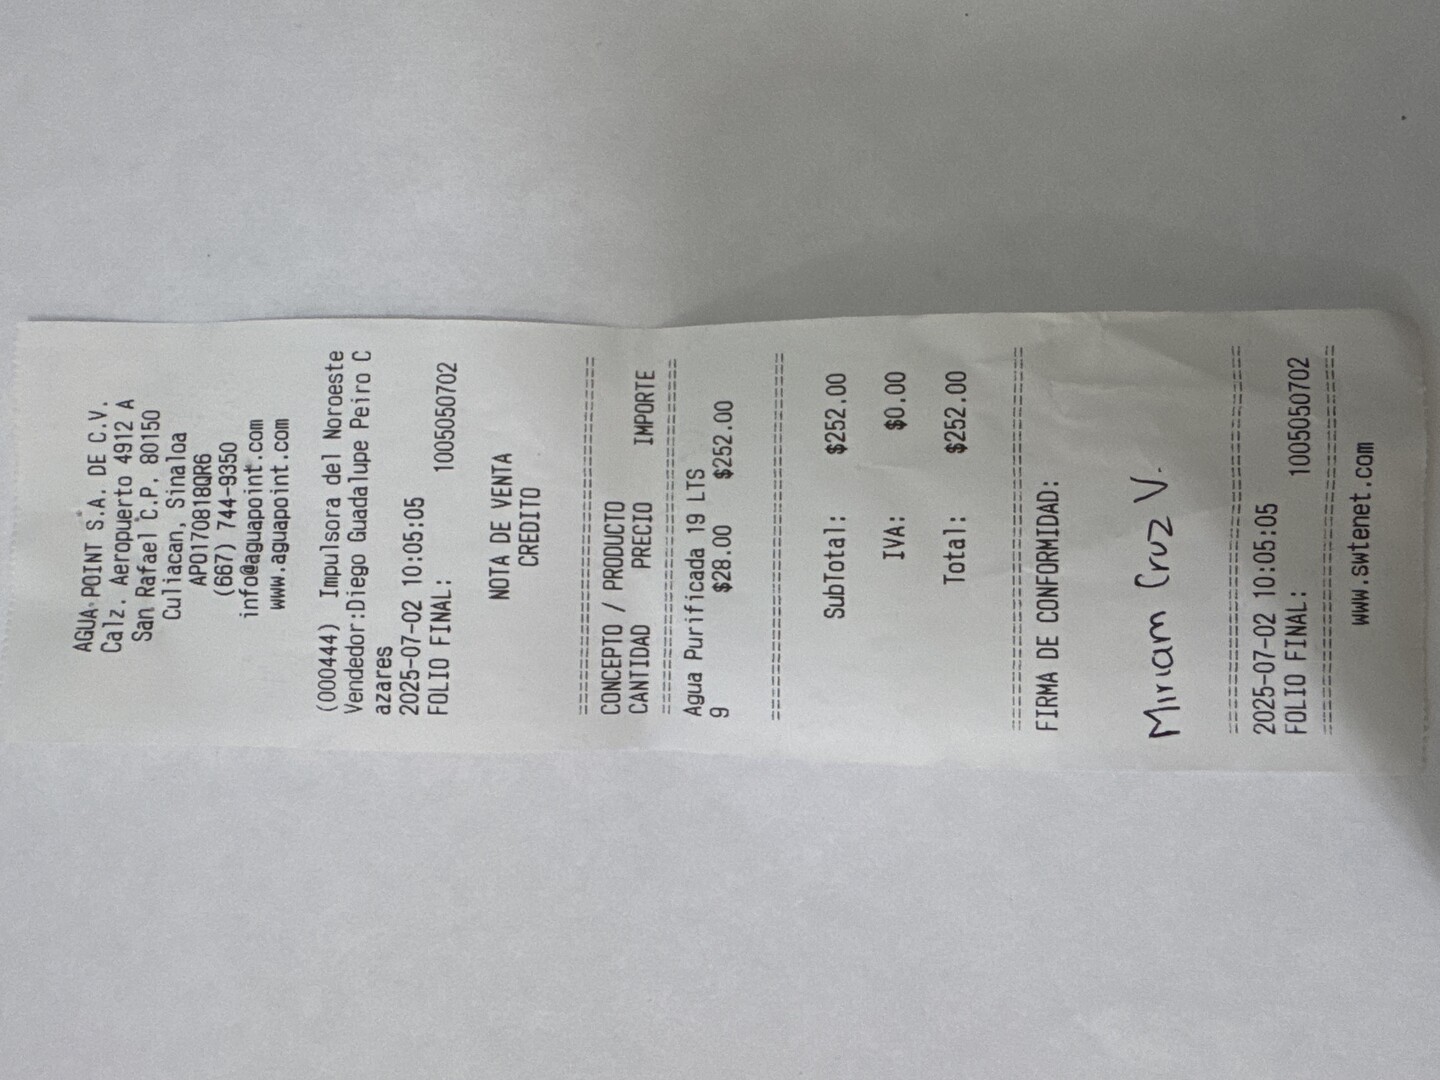 AGUA POINT S.A. DE C.V.
Calz. Aeropuerto 4912 A
San Rafael C.P. 80150
Culiacan, Sinaloa
APO170818QR6
(667) 744-9350
info@aguapoint.com
www.aguapoint.com
(000444) Impulsora del Noroeste
Vendedor:Diego Guadalupe Peiro C
azares
2025-07-02 10:05:05
FOLIO FINAL: 1005050702
NOTA DE VENTA
CREDITO
================================
CONCEPTO / PRODUCTO
CANTIDAD PRECIO IMPORTE
================================
Agua Purificada 19 LTS
9 $28.00 $252.00
================================
SubTotal: $252.00
IVA: $0.00
Total: $252.00
================================
FIRMA DE CONFORMIDAD:
Miriam Cruz V.
================================
2025-07-02 10:05:05
FOLIO FINAL: 1005050702
================================
www.swtenet.com